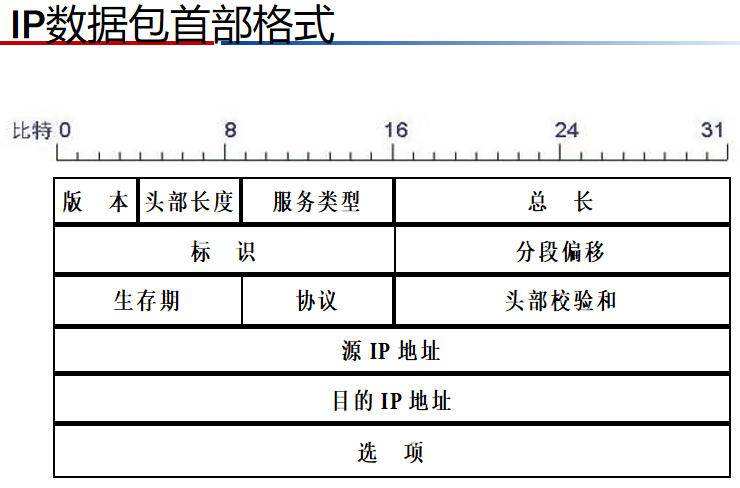 IP数据包首部格式
比特 0 8 16 24 31
版 本 头部长度 服务类型 总 长
标 识 分段偏移
生存期 协议 头部校验和
源 IP 地址
目的 IP 地址
选 项